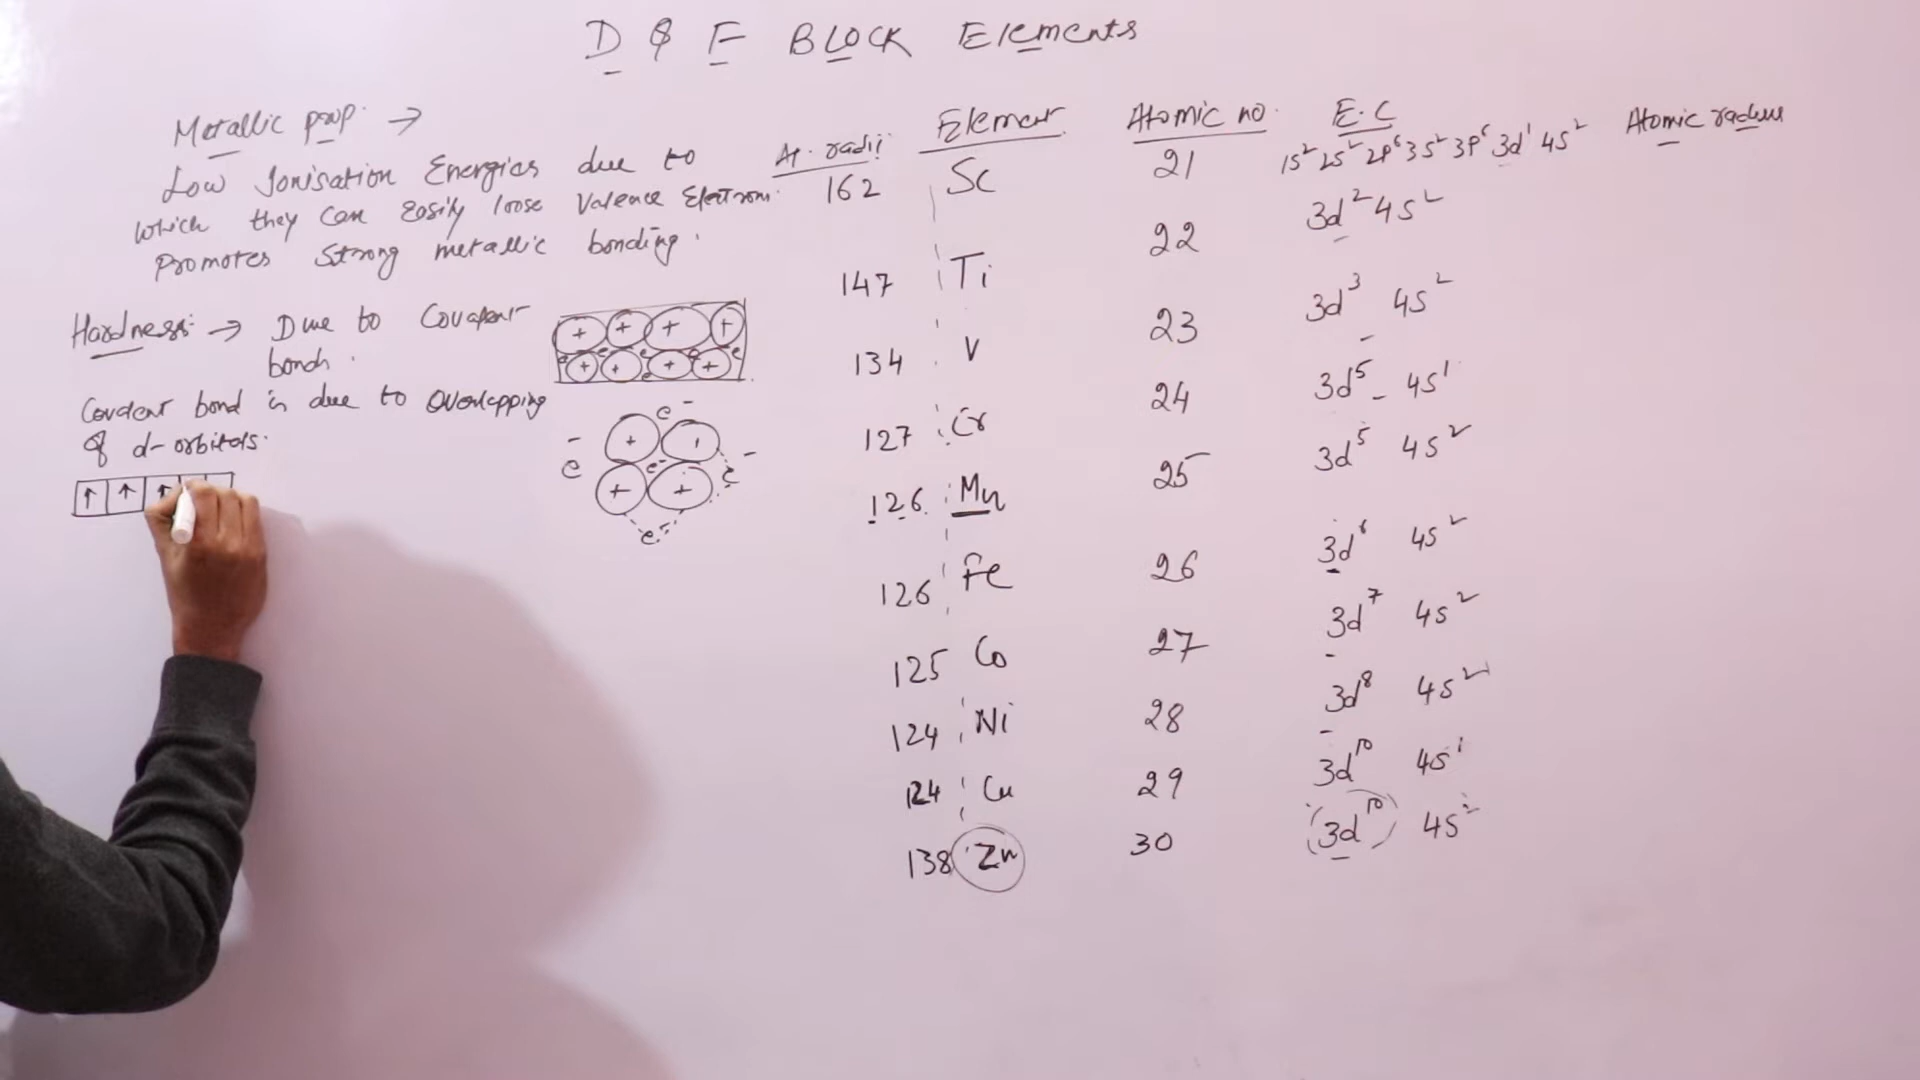 D & F BLOCK Elements
Metallic prop. →
Low Ionisation Energies due to
which they can easily loose Valence Electrons.
Promotes Strong metallic bonding.
Hardness: → Due to Covalent
bonds.
Covalent bond is due to Overlapping
of d-orbitals.
↑ ↑ ↑
+ + + +
e e e e e
+ + + +
e
e⁻
e⁻ + +
e⁻
+ + e⁻
e⁻
At. radii Element Atomic no. E.C Atomic radius
162 Sc 21 1s² 2s² 2p⁶ 3s² 3p⁶ 3d¹ 4s²
147 Ti 22 3d² 4s²
134 V 23 3d³ 4s²
127 Cr 24 3d⁵ 4s¹
126 Mn 25 3d⁵ 4s²
126 Fe 26 3d⁶ 4s²
125 Co 27 3d⁷ 4s²
124 Ni 28 3d⁸ 4s²
124 Cu 29 3d¹⁰ 4s¹
138 Zn 30 3d¹⁰ 4s²